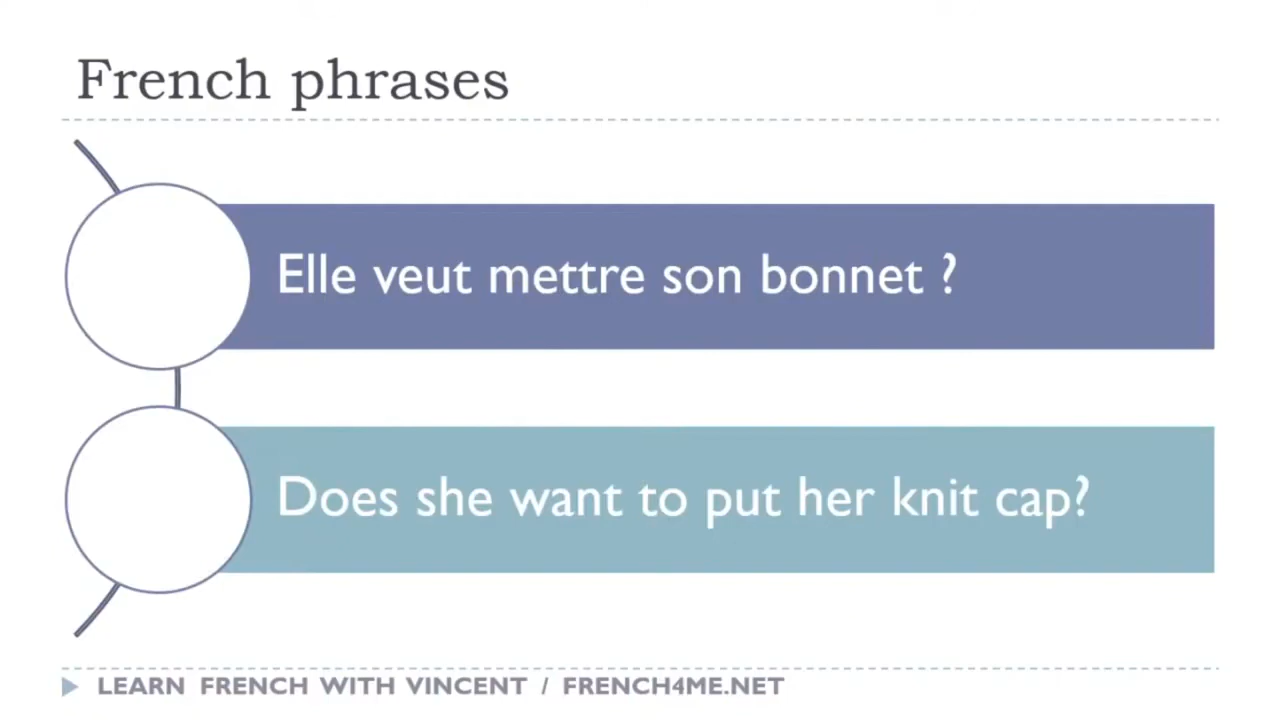 French phrases
Elle veut mettre son bonnet ?
Does she want to put her knit cap?
LEARN FRENCH WITH VINCENT / FRENCH4ME.NET